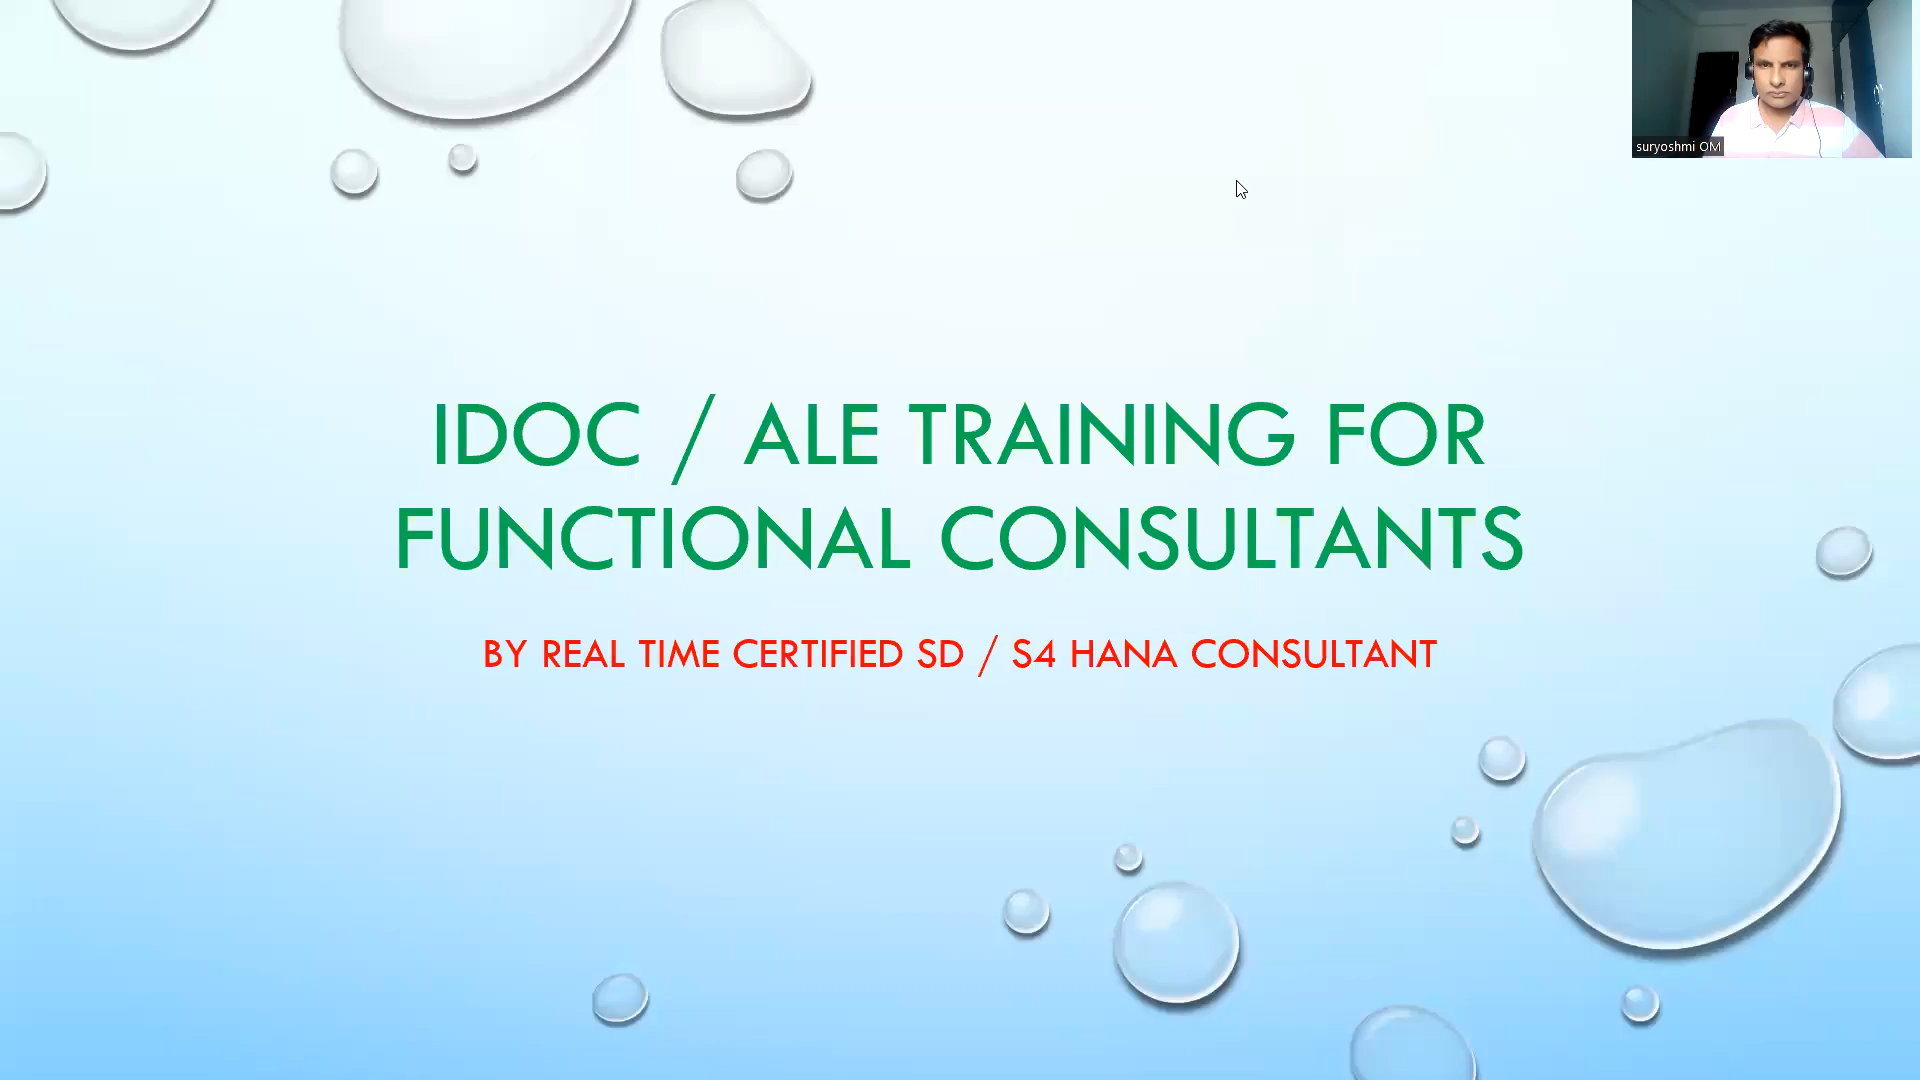 suryoshmi OM
IDOC / ALE TRAINING FOR
FUNCTIONAL CONSULTANTS
BY REAL TIME CERTIFIED SD / S4 HANA CONSULTANT